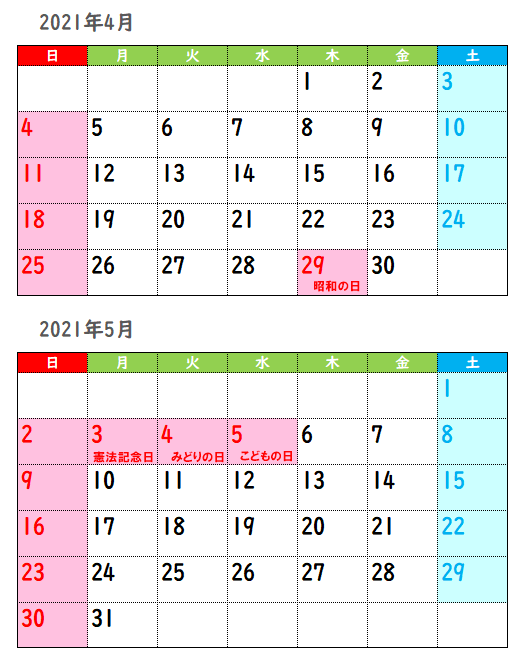 2021年4月
日 月 火 水 木 金 土
1 2 3
4 5 6 7 8 9 10
11 12 13 14 15 16 17
18 19 20 21 22 23 24
25 26 27 28 29 30
昭和の日
2021年5月
日 月 火 水 木 金 土
1
2 3 4 5 6 7 8
憲法記念日 みどりの日 こどもの日
9 10 11 12 13 14 15
16 17 18 19 20 21 22
23 24 25 26 27 28 29
30 31